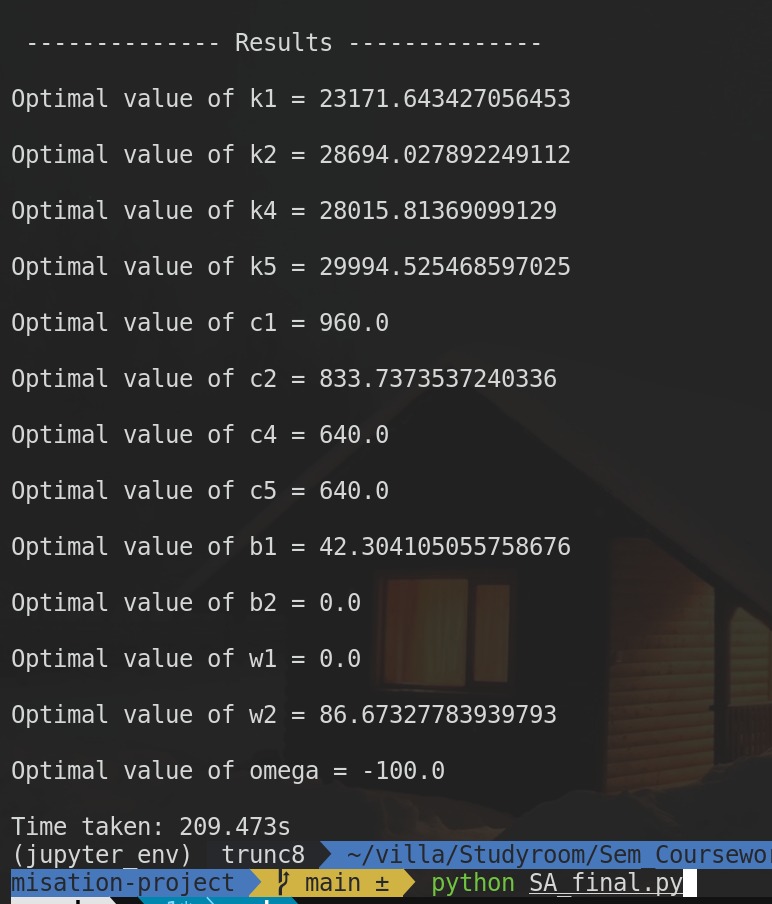 -------------- Results --------------
Optimal value of k1 = 23171.643427056453
Optimal value of k2 = 28694.027892249112
Optimal value of k4 = 28015.81369099129
Optimal value of k5 = 29994.525468597025
Optimal value of c1 = 960.0
Optimal value of c2 = 833.7373537240336
Optimal value of c4 = 640.0
Optimal value of c5 = 640.0
Optimal value of b1 = 42.304105055758676
Optimal value of b2 = 0.0
Optimal value of w1 = 0.0
Optimal value of w2 = 86.67327783939793
Optimal value of omega = -100.0
Time taken: 209.473s
(jupyter_env) trunc8 ~/villa/Studyroom/Sem_Coursewor
misation-project main ± python SA_final.py